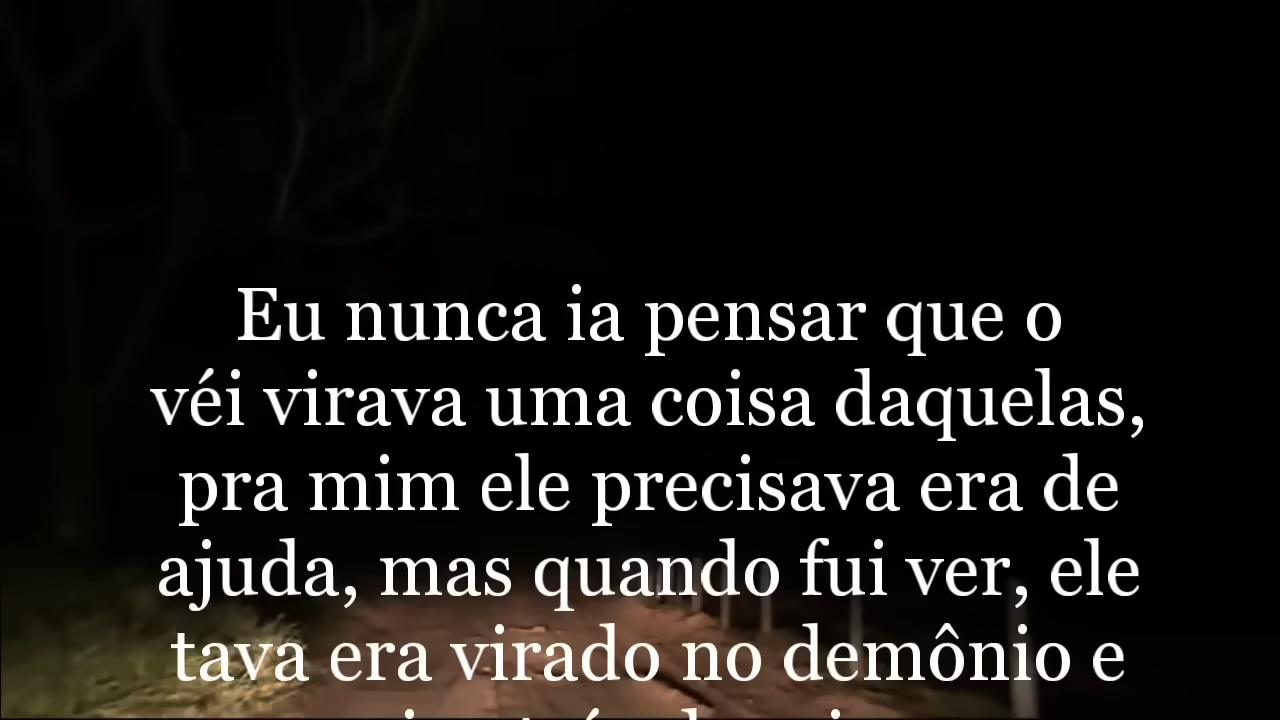 Eu nunca ia pensar que o
véi virava uma coisa daquelas,
pra mim ele precisava era de
ajuda, mas quando fui ver, ele
tava era virado no demônio e